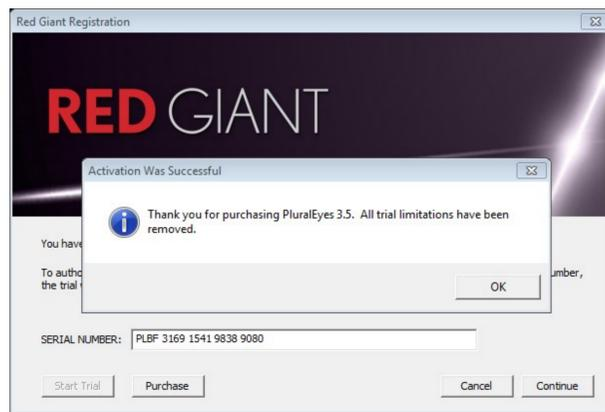 Red Giant Registration
RED GIANT
Activation Was Successful
Thank you for purchasing PluralEyes 3.5. All trial limitations have been
removed.
You have
To autho
umber,
the trial
OK
SERIAL NUMBER: PLBF 3169 1541 9838 9080
Start Trial Purchase Cancel Continue